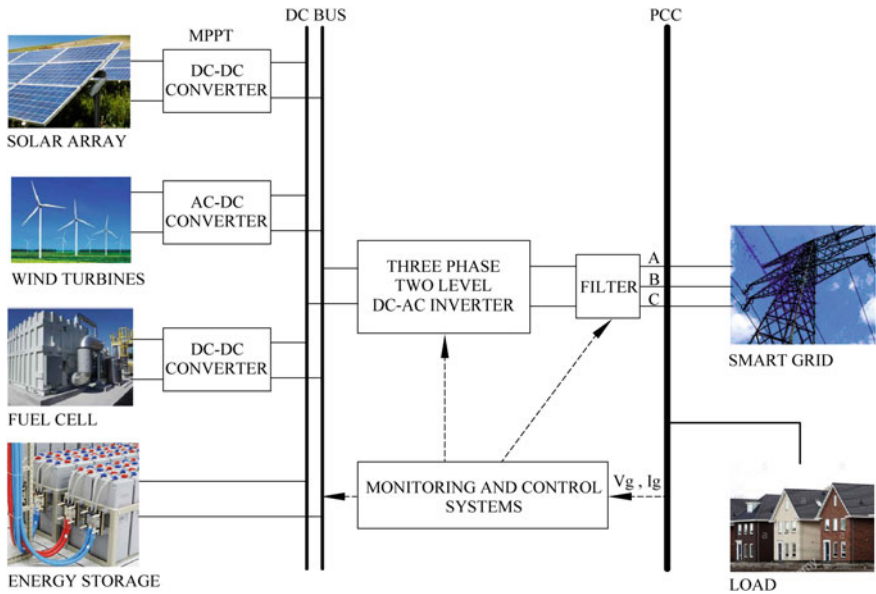 MPPT
DC BUS
PCC
DC-DC
CONVERTER
SOLAR ARRAY
AC-DC
CONVERTER
WIND TURBINES
THREE PHASE
TWO LEVEL
DC-AC INVERTER
FILTER
A
B
C
SMART GRID
DC-DC
CONVERTER
FUEL CELL
MONITORING AND CONTROL
SYSTEMS
Vg , Ig
ENERGY STORAGE
LOAD